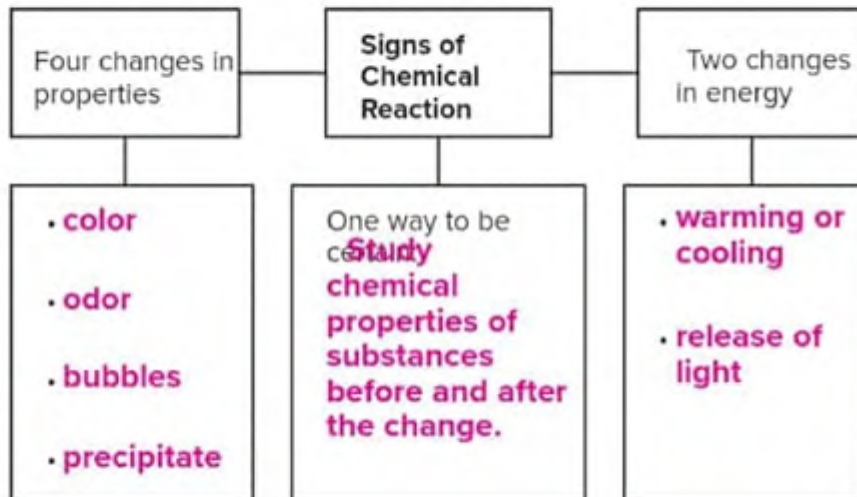 Four changes in
properties
Signs of
Chemical
Reaction
Two changes
in energy
• color
• odor
• bubbles
• precipitate
One way to be
Study
chemical
properties of
substances
before and after
the change.
• warming or
cooling
• release of
light